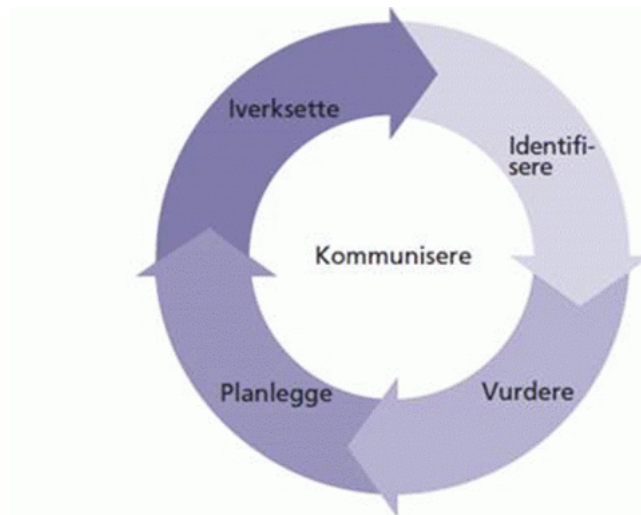 Iverksette
Identifi-
sere
Kommunisere
Planlegge
Vurdere